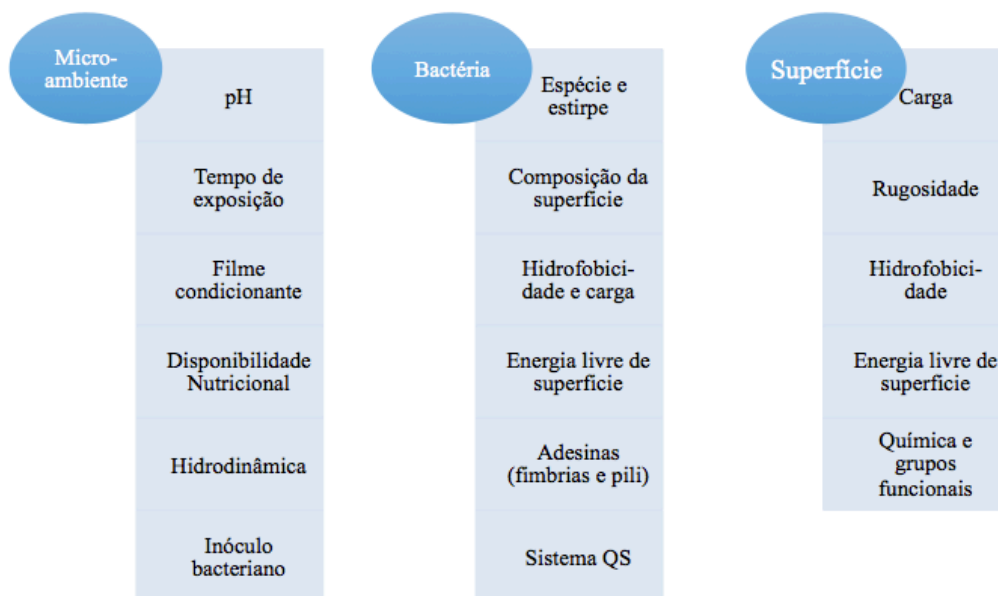 Micro-
ambiente
pH
Tempo de
exposição
Filme
condicionante
Disponibilidade
Nutricional
Hidrodinâmica
Inóculo
bacteriano
Bactéria
Espécie e
estirpe
Composição da
superfície
Hidrofobici-
dade e carga
Energia livre de
superfície
Adesinas
(fimbrias e pili)
Sistema QS
Superfície
Carga
Rugosidade
Hidrofobici-
dade
Energia livre de
superfície
Química e
grupos
funcionais